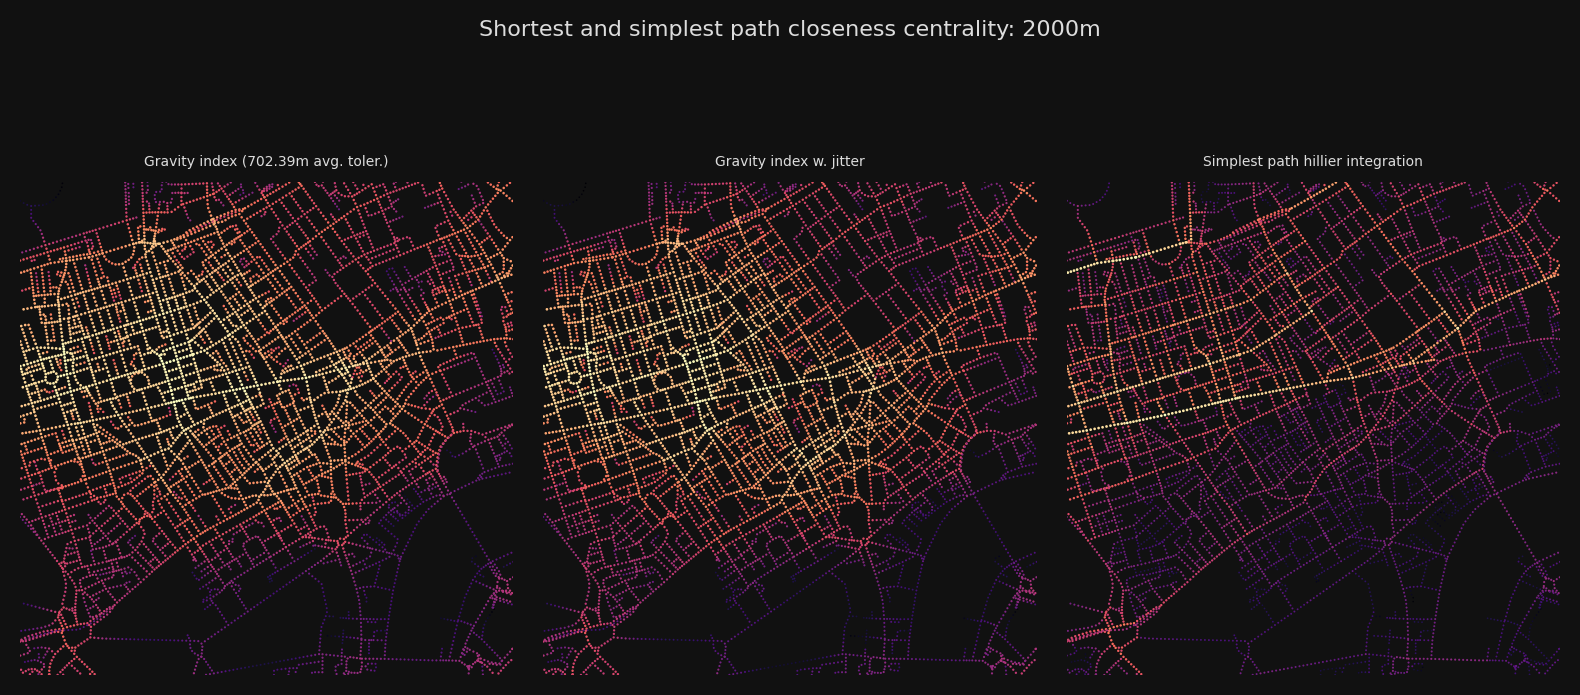 Shortest and simplest path closeness centrality: 2000m
Gravity index (702.39m avg. toler.)
Gravity index w. jitter
Simplest path hillier integration